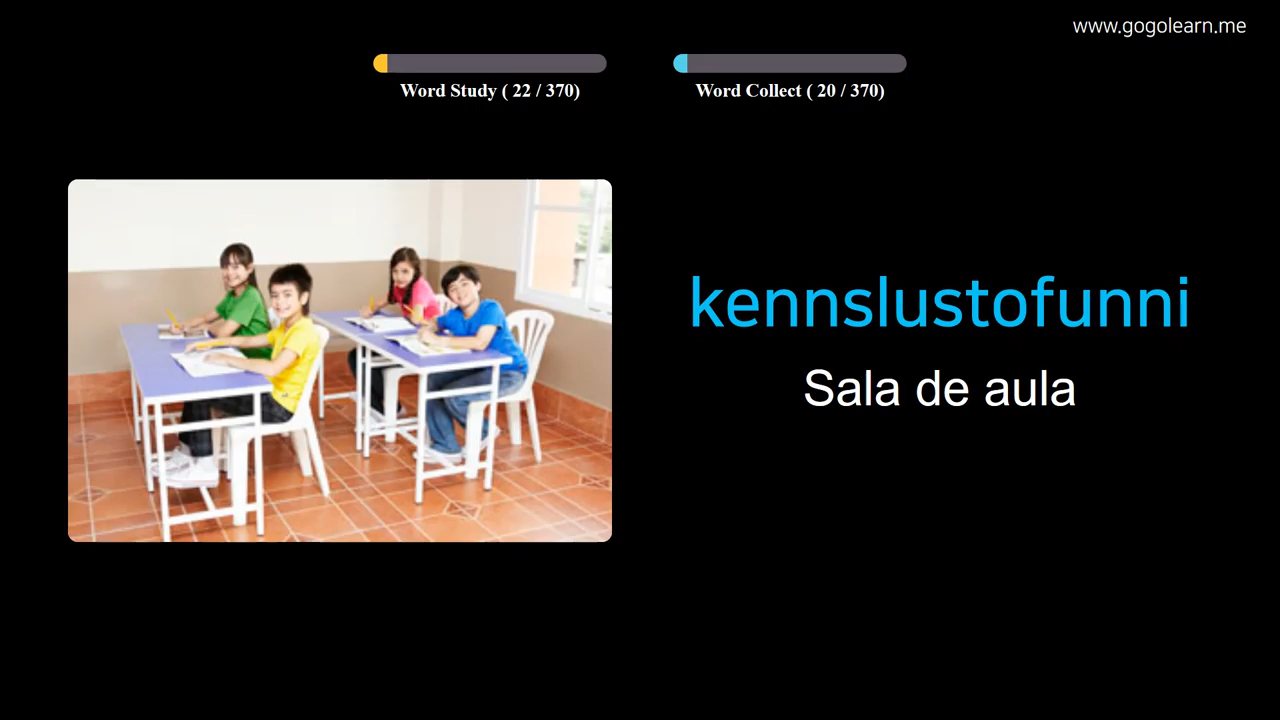 www.gogolearn.me
Word Study ( 22 / 370)
Word Collect ( 20 / 370)
kennslustofunni
Sala de aula